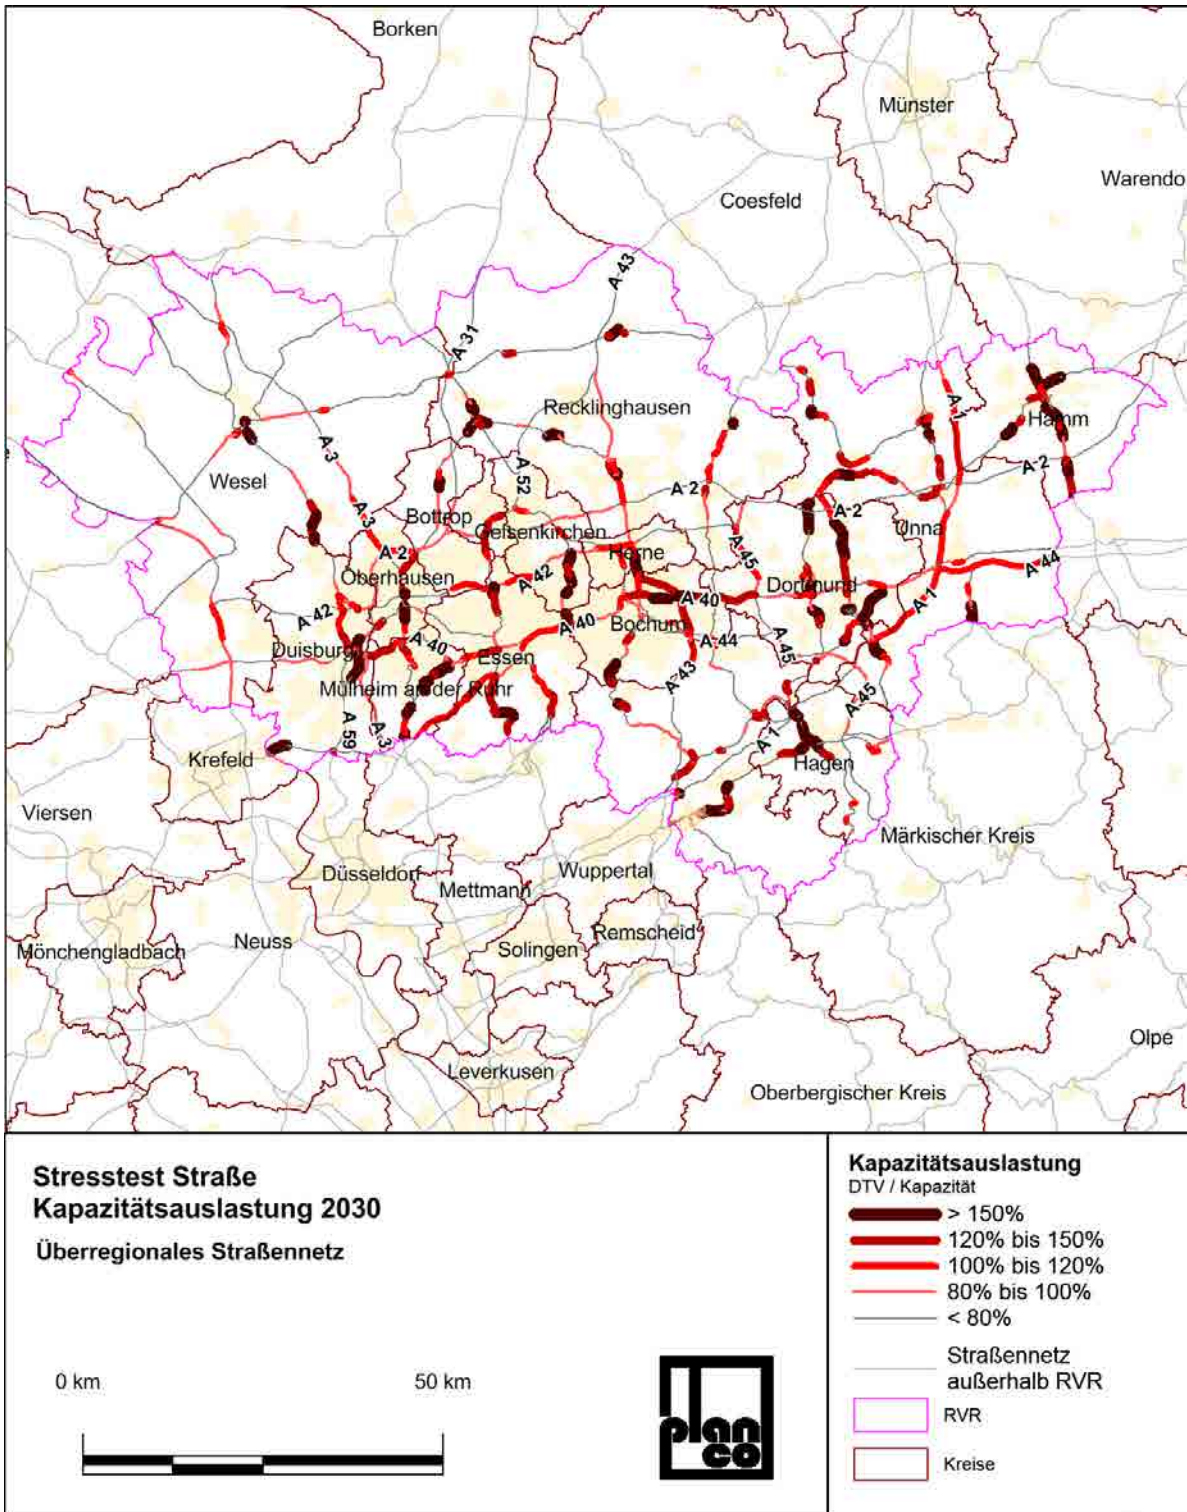 Borken
Münster
Warendo
Coesfeld
A 43
A 31
Recklinghausen
A 1
Hamm
A 3
A 52
A 2
A 2
Wesel
A 3
Bottrop
A 2
Gelsenkirchen
Unna
A 2
Herne
A 45
A 44
Oberhausen
A 42
Dortmund
A 42
A 40
A 1
A 40
Bochum
A 44
A 45
Duisburg
A 40
Essen
Mülheim an der Ruhr
A 43
A 45
A 59
A 3
A 1
Krefeld
Hagen
Viersen
Märkischer Kreis
Düsseldorf
Mettmann
Wuppertal
Mönchengladbach
Neuss
Solingen
Remscheid
Olpe
Leverkusen
Oberbergischer Kreis
Stresstest Straße
Kapazitätsauslastung 2030
Überregionales Straßennetz
0 km
50 km
plan
co
Kapazitätsauslastung
DTV / Kapazität
> 150%
120% bis 150%
100% bis 120%
80% bis 100%
< 80%
Straßennetz
außerhalb RVR
RVR
Kreise